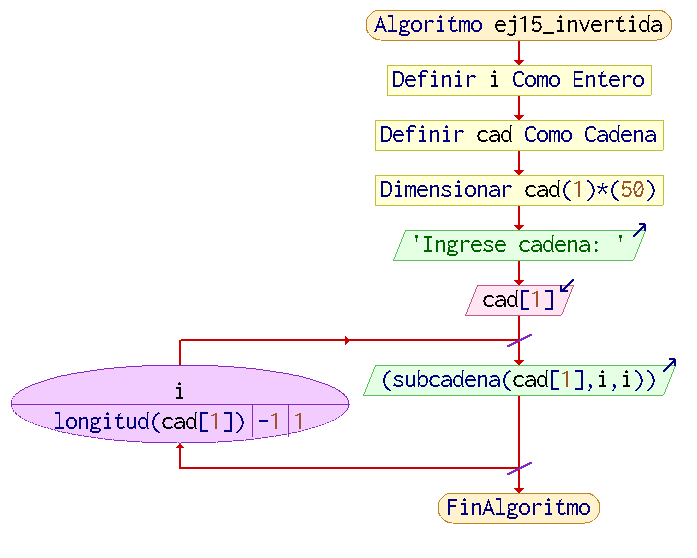 Algoritmo ej15_invertida
Definir i Como Entero
Definir cad Como Cadena
Dimensionar cad(1)*(50)
'Ingrese cadena: '
cad[1]
(subcadena(cad[1],i,i))
i
longitud(cad[1]) -1 1
FinAlgoritmo